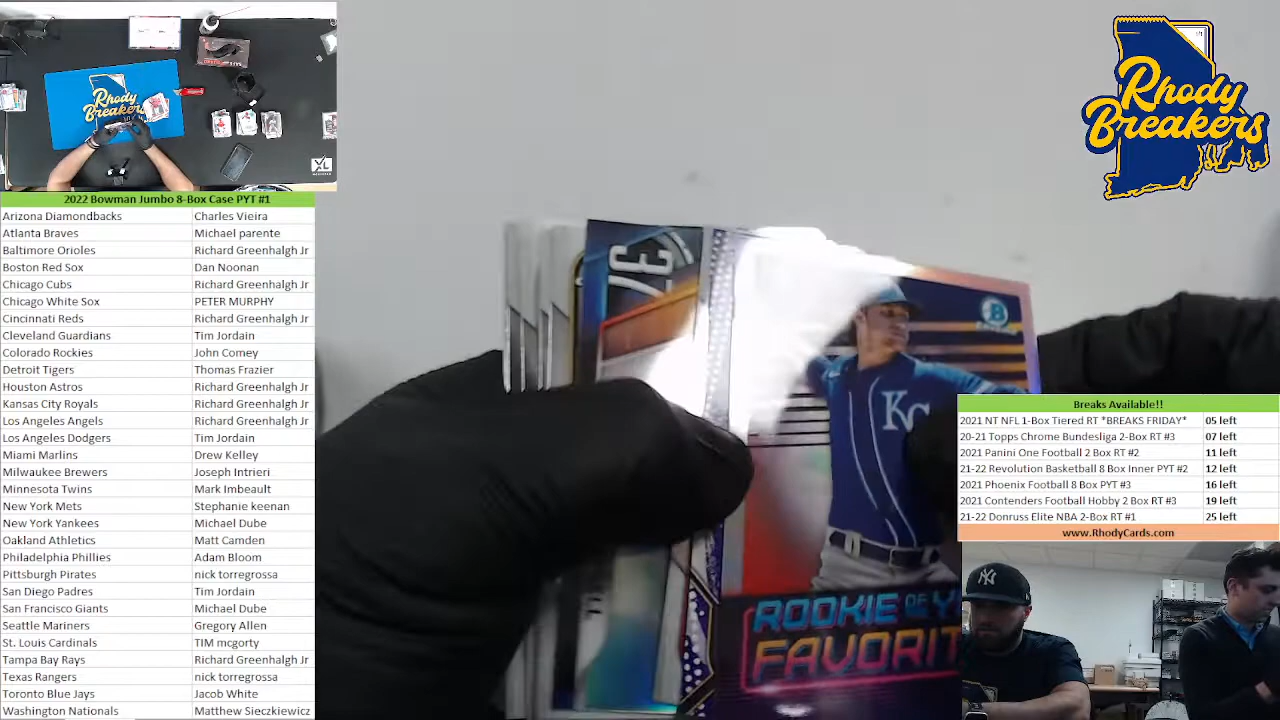 Rhody
Breakers
2022 Bowman Jumbo 8-Box Case PYT #1
Arizona Diamondbacks Charles Vieira
Atlanta Braves Michael parente
Baltimore Orioles Richard Greenhalgh Jr
Boston Red Sox Dan Noonan
Chicago Cubs Richard Greenhalgh Jr
Chicago White Sox PETER MURPHY
Cincinnati Reds Richard Greenhalgh Jr
Cleveland Guardians Tim Jordain
Colorado Rockies John Comey
Detroit Tigers Thomas Frazier
Houston Astros Richard Greenhalgh Jr
Kansas City Royals Richard Greenhalgh Jr
Los Angeles Angels Richard Greenhalgh Jr
Los Angeles Dodgers Tim Jordain
Miami Marlins Drew Kelley
Milwaukee Brewers Joseph Intrieri
Minnesota Twins Mark Imbeault
New York Mets Stephanie keenan
New York Yankees Michael Dube
Oakland Athletics Matt Camden
Philadelphia Phillies Adam Bloom
Pittsburgh Pirates nick torregrossa
San Diego Padres Tim Jordain
San Francisco Giants Michael Dube
Seattle Mariners Gregory Allen
St. Louis Cardinals TIM mcgorty
Tampa Bay Rays Richard Greenhalgh Jr
Texas Rangers nick torregrossa
Toronto Blue Jays Jacob White
Washington Nationals Matthew Sieczkiewicz
KC
ROOKIE OF
FAVORIT
Rhody
Breakers
Breaks Available!!
2021 NT NFL 1-Box Tiered RT *BREAKS FRIDAY* 05 left
20-21 Topps Chrome Bundesliga 2-Box RT #3 07 left
2021 Panini One Football 2 Box RT #2 11 left
21-22 Revolution Basketball 8 Box Inner PYT #2 12 left
2021 Phoenix Football 8 Box PYT #3 16 left
2021 Contenders Football Hobby 2 Box RT #3 19 left
21-22 Donruss Elite NBA 2-Box RT #1 25 left
www.RhodyCards.com